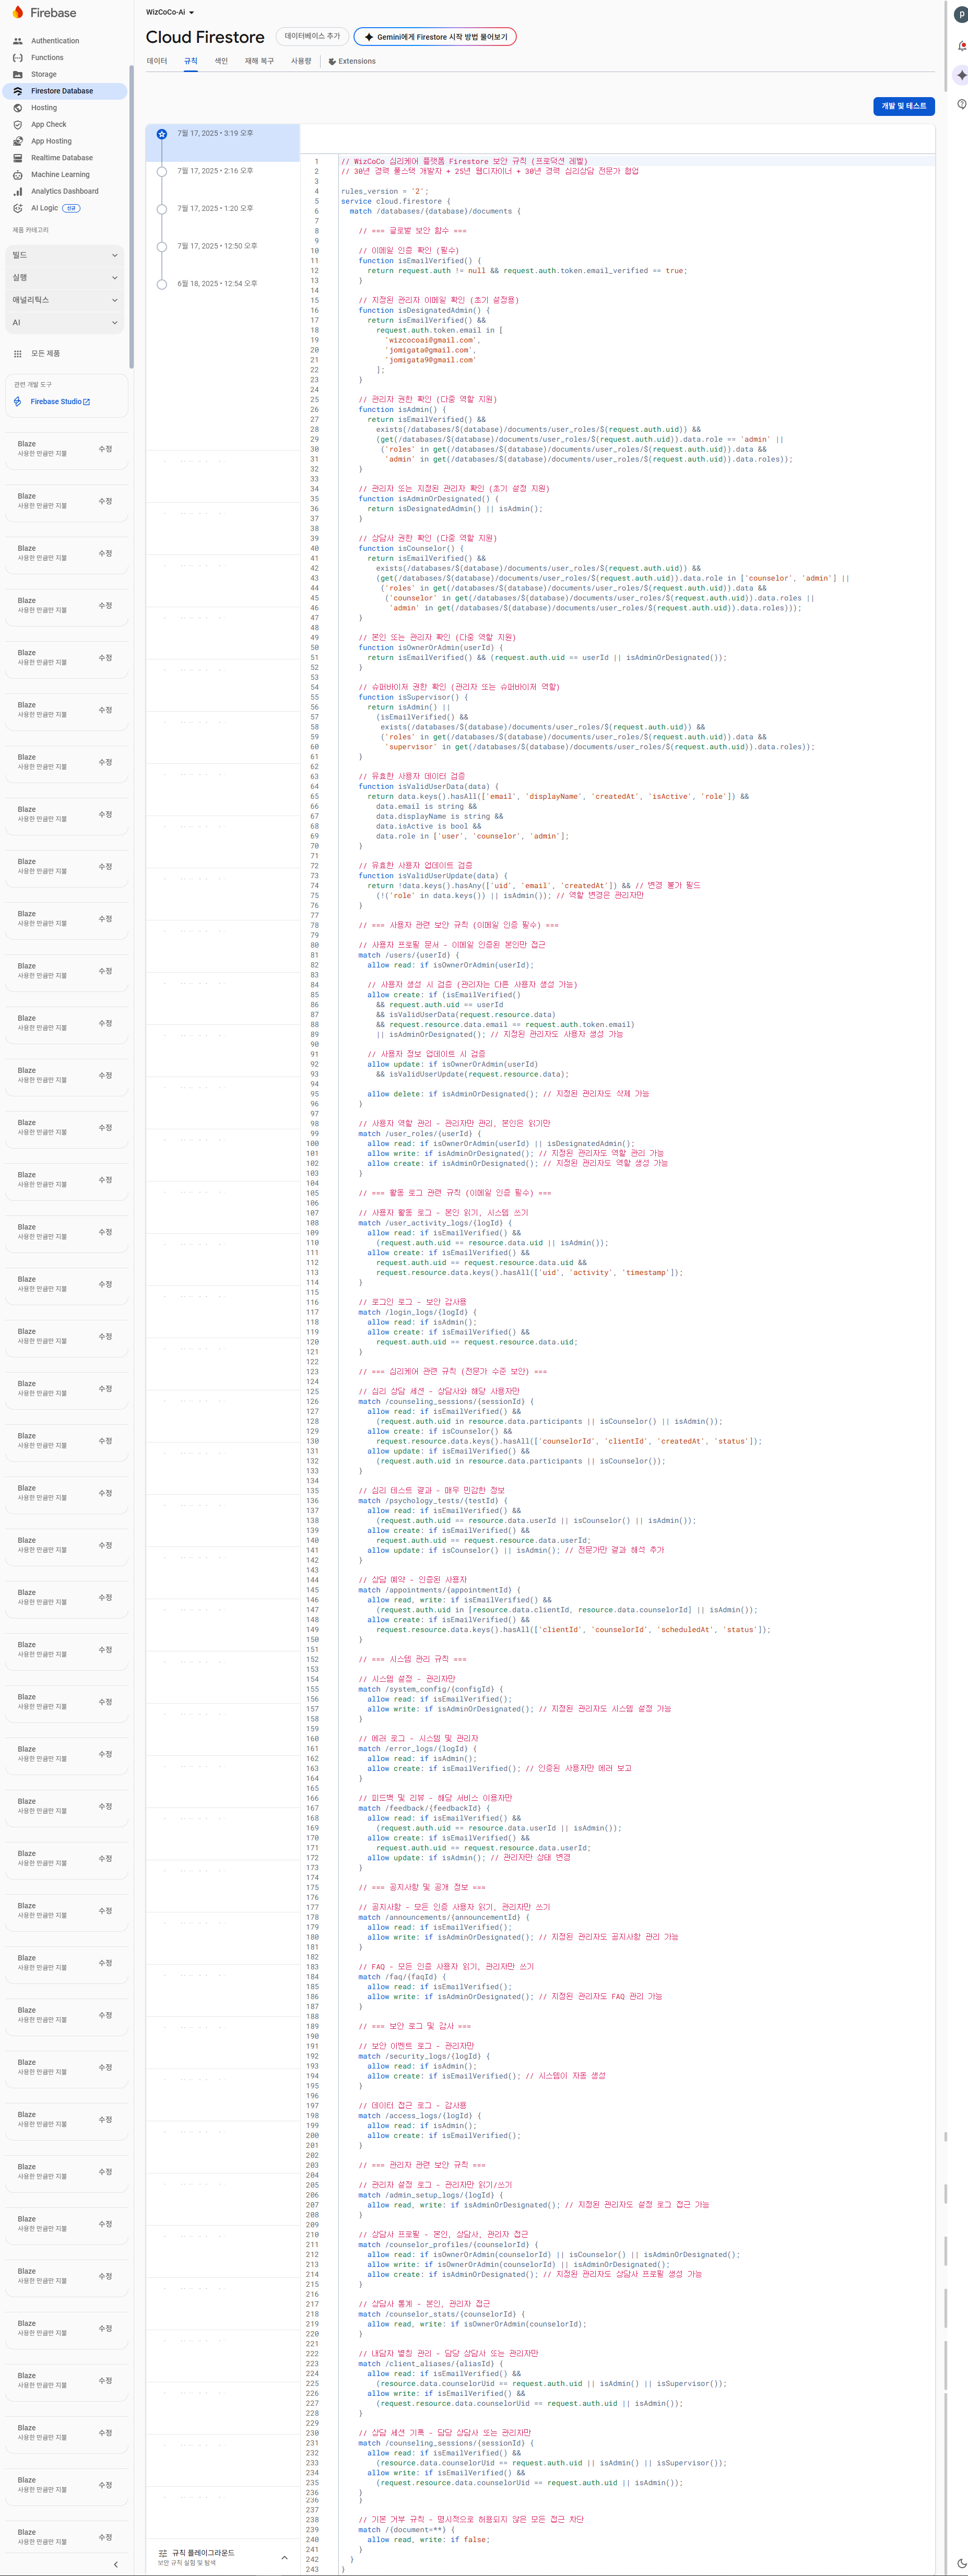 Firebase
Authentication
Functions
Storage
Firestore Database
Hosting
App Check
App Hosting
Realtime Database
Machine Learning
Analytics Dashboard
AI Logic 신규
제품 카테고리
빌드
실행
애널리틱스
AI
모든 제품
관련 개발 도구
Firebase Studio
Blaze
사용한 만큼만 지불
수정
WizCoCo-Ai
Cloud Firestore
데이터베이스 추가
Gemini에게 Firestore 시작 방법 물어보기
데이터 규칙 색인 재해 복구 사용량 Extensions
개발 및 테스트
7월 17, 2025 • 3:19 오후
7월 17, 2025 • 2:16 오후
7월 17, 2025 • 1:20 오후
7월 17, 2025 • 12:50 오후
6월 18, 2025 • 12:54 오후
1 // WizCoCo 심리케어 플랫폼 Firestore 보안 규칙 (프로덕션 레벨)
2 // 30년 경력 풀스택 개발자 + 25년 웹디자이너 + 30년 경력 심리상담 전문가 협업
3
4 rules_version = '2';
5 service cloud.firestore {
6 match /databases/{database}/documents {
7
8 // === 글로벌 보안 함수 ===
9
10 // 이메일 인증 확인 (필수)
11 function isEmailVerified() {
12 return request.auth != null && request.auth.token.email_verified == true;
13 }
14
15 // 지정된 관리자 이메일 확인 (초기 설정용)
16 function isDesignatedAdmin() {
17 return isEmailVerified() &&
18 request.auth.token.email in [
19 'wizcocoai@gmail.com',
20 'jomigata@gmail.com',
21 'jomigata9@gmail.com'
22 ];
23 }
24
25 // 관리자 권한 확인 (다중 역할 지원)
26 function isAdmin() {
27 return isEmailVerified() &&
28 exists(/databases/$(database)/documents/user_roles/$(request.auth.uid)) &&
29 (get(/databases/$(database)/documents/user_roles/$(request.auth.uid)).data.role == 'admin' ||
30 ('roles' in get(/databases/$(database)/documents/user_roles/$(request.auth.uid)).data &&
31 'admin' in get(/databases/$(database)/documents/user_roles/$(request.auth.uid)).data.roles));
32 }
33
34 // 관리자 또는 지정된 관리자 확인 (초기 설정 지원)
35 function isAdminOrDesignated() {
36 return isDesignatedAdmin() || isAdmin();
37 }
38
39 // 상담사 권한 확인 (다중 역할 지원)
40 function isCounselor() {
41 return isEmailVerified() &&
42 exists(/databases/$(database)/documents/user_roles/$(request.auth.uid)) &&
43 (get(/databases/$(database)/documents/user_roles/$(request.auth.uid)).data.role in ['counselor', 'admin'] ||
44 ('roles' in get(/databases/$(database)/documents/user_roles/$(request.auth.uid)).data &&
45 ('counselor' in get(/databases/$(database)/documents/user_roles/$(request.auth.uid)).data.roles ||
46 'admin' in get(/databases/$(database)/documents/user_roles/$(request.auth.uid)).data.roles)));
47 }
48
49 // 본인 또는 관리자 확인 (다중 역할 지원)
50 function isOwnerOrAdmin(userId) {
51 return isEmailVerified() && (request.auth.uid == userId || isAdminOrDesignated());
52 }
53
54 // 슈퍼바이저 권한 확인 (관리자 또는 슈퍼바이저 역할)
55 function isSupervisor() {
56 return isAdmin() ||
57 (isEmailVerified() &&
58 exists(/databases/$(database)/documents/user_roles/$(request.auth.uid)) &&
59 ('roles' in get(/databases/$(database)/documents/user_roles/$(request.auth.uid)).data &&
60 'supervisor' in get(/databases/$(database)/documents/user_roles/$(request.auth.uid)).data.roles));
61 }
62
63 // 유효한 사용자 데이터 검증
64 function isValidUserData(data) {
65 return data.keys().hasAll(['email', 'displayName', 'createdAt', 'isActive', 'role']) &&
66 data.email is string &&
67 data.displayName is string &&
68 data.isActive is bool &&
69 data.role in ['user', 'counselor', 'admin'];
70 }
71
72 // 유효한 사용자 업데이트 검증
73 function isValidUserUpdate(data) {
74 return !data.keys().hasAny(['uid', 'email', 'createdAt']) && // 변경 불가 필드
75 (!('role' in data.keys()) || isAdmin()); // 역할 변경은 관리자만
76 }
77
78 // === 사용자 관련 보안 규칙 (이메일 인증 필수) ===
79
80 // 사용자 프로필 문서 - 이메일 인증된 본인만 접근
81 match /users/{userId} {
82 allow read: if isOwnerOrAdmin(userId);
83
84 // 사용자 생성 시 검증 (관리자는 다른 사용자 생성 가능)
85 allow create: if (isEmailVerified()
86 && request.auth.uid == userId
87 && isValidUserData(request.resource.data)
88 && request.resource.data.email == request.auth.token.email)
89 || isAdminOrDesignated(); // 지정된 관리자도 사용자 생성 가능
90
91 // 사용자 정보 업데이트 시 검증
92 allow update: if isOwnerOrAdmin(userId)
93 && isValidUserUpdate(request.resource.data);
94
95 allow delete: if isAdminOrDesignated(); // 지정된 관리자도 삭제 가능
96 }
97
98 // 사용자 역할 관리 - 관리자만 관리, 본인은 읽기만
99 match /user_roles/{userId} {
100 allow read: if isOwnerOrAdmin(userId) || isDesignatedAdmin();
101 allow write: if isAdminOrDesignated(); // 지정된 관리자도 역할 관리 가능
102 allow create: if isAdminOrDesignated(); // 지정된 관리자도 역할 생성 가능
103 }
104
105 // === 활동 로그 관련 규칙 (이메일 인증 필수) ===
106
107 // 사용자 활동 로그 - 본인 읽기, 시스템 쓰기
108 match /user_activity_logs/{logId} {
109 allow read: if isEmailVerified() &&
110 (request.auth.uid == resource.data.uid || isAdmin());
111 allow create: if isEmailVerified() &&
112 request.auth.uid == request.resource.data.uid &&
113 request.resource.data.keys().hasAll(['uid', 'activity', 'timestamp']);
114 }
115
116 // 로그인 로그 - 보안 감사용
117 match /login_logs/{logId} {
118 allow read: if isAdmin();
119 allow create: if isEmailVerified() &&
120 request.auth.uid == request.resource.data.uid;
121 }
122
123 // === 심리케어 관련 규칙 (전문가 수준 보안) ===
124
125 // 심리 상담 세션 - 상담사와 해당 사용자만
126 match /counseling_sessions/{sessionId} {
127 allow read: if isEmailVerified() &&
128 (request.auth.uid in resource.data.participants || isCounselor() || isAdmin());
129 allow create: if isCounselor() &&
130 request.resource.data.keys().hasAll(['counselorId', 'clientId', 'createdAt', 'status']);
131 allow update: if isEmailVerified() &&
132 (request.auth.uid in resource.data.participants || isCounselor());
133 }
134
135 // 심리 테스트 결과 - 매우 민감한 정보
136 match /psychology_tests/{testId} {
137 allow read: if isEmailVerified() &&
138 (request.auth.uid == resource.data.userId || isCounselor() || isAdmin());
139 allow create: if isEmailVerified() &&
140 request.auth.uid == request.resource.data.userId;
141 allow update: if isCounselor() || isAdmin(); // 전문가만 결과 해석 추가
142 }
143
144 // 상담 예약 - 인증된 사용자
145 match /appointments/{appointmentId} {
146 allow read, write: if isEmailVerified() &&
147 (request.auth.uid in [resource.data.clientId, resource.data.counselorId] || isAdmin());
148 allow create: if isEmailVerified() &&
149 request.resource.data.keys().hasAll(['clientId', 'counselorId', 'scheduledAt', 'status']);
150 }
151
152 // === 시스템 관리 규칙 ===
153
154 // 시스템 설정 - 관리자만
155 match /system_config/{configId} {
156 allow read: if isEmailVerified();
157 allow write: if isAdminOrDesignated(); // 지정된 관리자도 시스템 설정 가능
158 }
159
160 // 에러 로그 - 시스템 및 관리자
161 match /error_logs/{logId} {
162 allow read: if isAdmin();
163 allow create: if isEmailVerified(); // 인증된 사용자만 에러 보고
164 }
165
166 // 피드백 및 리뷰 - 해당 서비스 이용자만
167 match /feedback/{feedbackId} {
168 allow read: if isEmailVerified() &&
169 (request.auth.uid == resource.data.userId || isAdmin());
170 allow create: if isEmailVerified() &&
171 request.auth.uid == request.resource.data.userId;
172 allow update: if isAdmin(); // 관리자만 상태 변경
173 }
174
175 // === 공지사항 및 공개 정보 ===
176
177 // 공지사항 - 모든 인증 사용자 읽기, 관리자만 쓰기
178 match /announcements/{announcementId} {
179 allow read: if isEmailVerified();
180 allow write: if isAdminOrDesignated(); // 지정된 관리자도 공지사항 관리 가능
181 }
182
183 // FAQ - 모든 인증 사용자 읽기, 관리자만 쓰기
184 match /faq/{faqId} {
185 allow read: if isEmailVerified();
186 allow write: if isAdminOrDesignated(); // 지정된 관리자도 FAQ 관리 가능
187 }
188
189 // === 보안 로그 및 감사 ===
190
191 // 보안 이벤트 로그 - 관리자만
192 match /security_logs/{logId} {
193 allow read: if isAdmin();
194 allow create: if isEmailVerified(); // 시스템이 자동 생성
195 }
196
197 // 데이터 접근 로그 - 감사용
198 match /access_logs/{logId} {
199 allow read: if isAdmin();
200 allow create: if isEmailVerified();
201 }
202
203 // === 관리자 관련 보안 규칙 ===
204
205 // 관리자 설정 로그 - 관리자만 읽기/쓰기
206 match /admin_setup_logs/{logId} {
207 allow read, write: if isAdminOrDesignated(); // 지정된 관리자도 설정 로그 접근 가능
208 }
209
210 // 상담사 프로필 - 본인, 상담사, 관리자 접근
211 match /counselor_profiles/{counselorId} {
212 allow read: if isOwnerOrAdmin(counselorId) || isCounselor() || isAdminOrDesignated();
213 allow write: if isOwnerOrAdmin(counselorId) || isAdminOrDesignated();
214 allow create: if isAdminOrDesignated(); // 지정된 관리자도 상담사 프로필 생성 가능
215 }
216
217 // 상담사 통계 - 본인, 관리자 접근
218 match /counselor_stats/{counselorId} {
219 allow read, write: if isOwnerOrAdmin(counselorId);
220 }
221
222 // 내담자 별칭 관리 - 담당 상담사 또는 관리자만
223 match /client_aliases/{aliasId} {
224 allow read: if isEmailVerified() &&
225 (resource.data.counselorUid == request.auth.uid || isAdmin() || isSupervisor());
226 allow write: if isEmailVerified() &&
227 (request.resource.data.counselorUid == request.auth.uid || isAdmin());
228 }
229
230 // 상담 세션 기록 - 담당 상담사 또는 관리자만
231 match /counseling_sessions/{sessionId} {
232 allow read: if isEmailVerified() &&
233 (resource.data.counselorUid == request.auth.uid || isAdmin() || isSupervisor());
234 allow write: if isEmailVerified() &&
235 (request.resource.data.counselorUid == request.auth.uid || isAdmin());
236 }
236 }
237
238 // 기본 거부 규칙 - 명시적으로 허용되지 않은 모든 접근 차단
239 match /{document=**} {
240 allow read, write: if false;
241 }
242 }
243 }
규칙 플레이그라운드
보안 규칙 실험 및 탐색